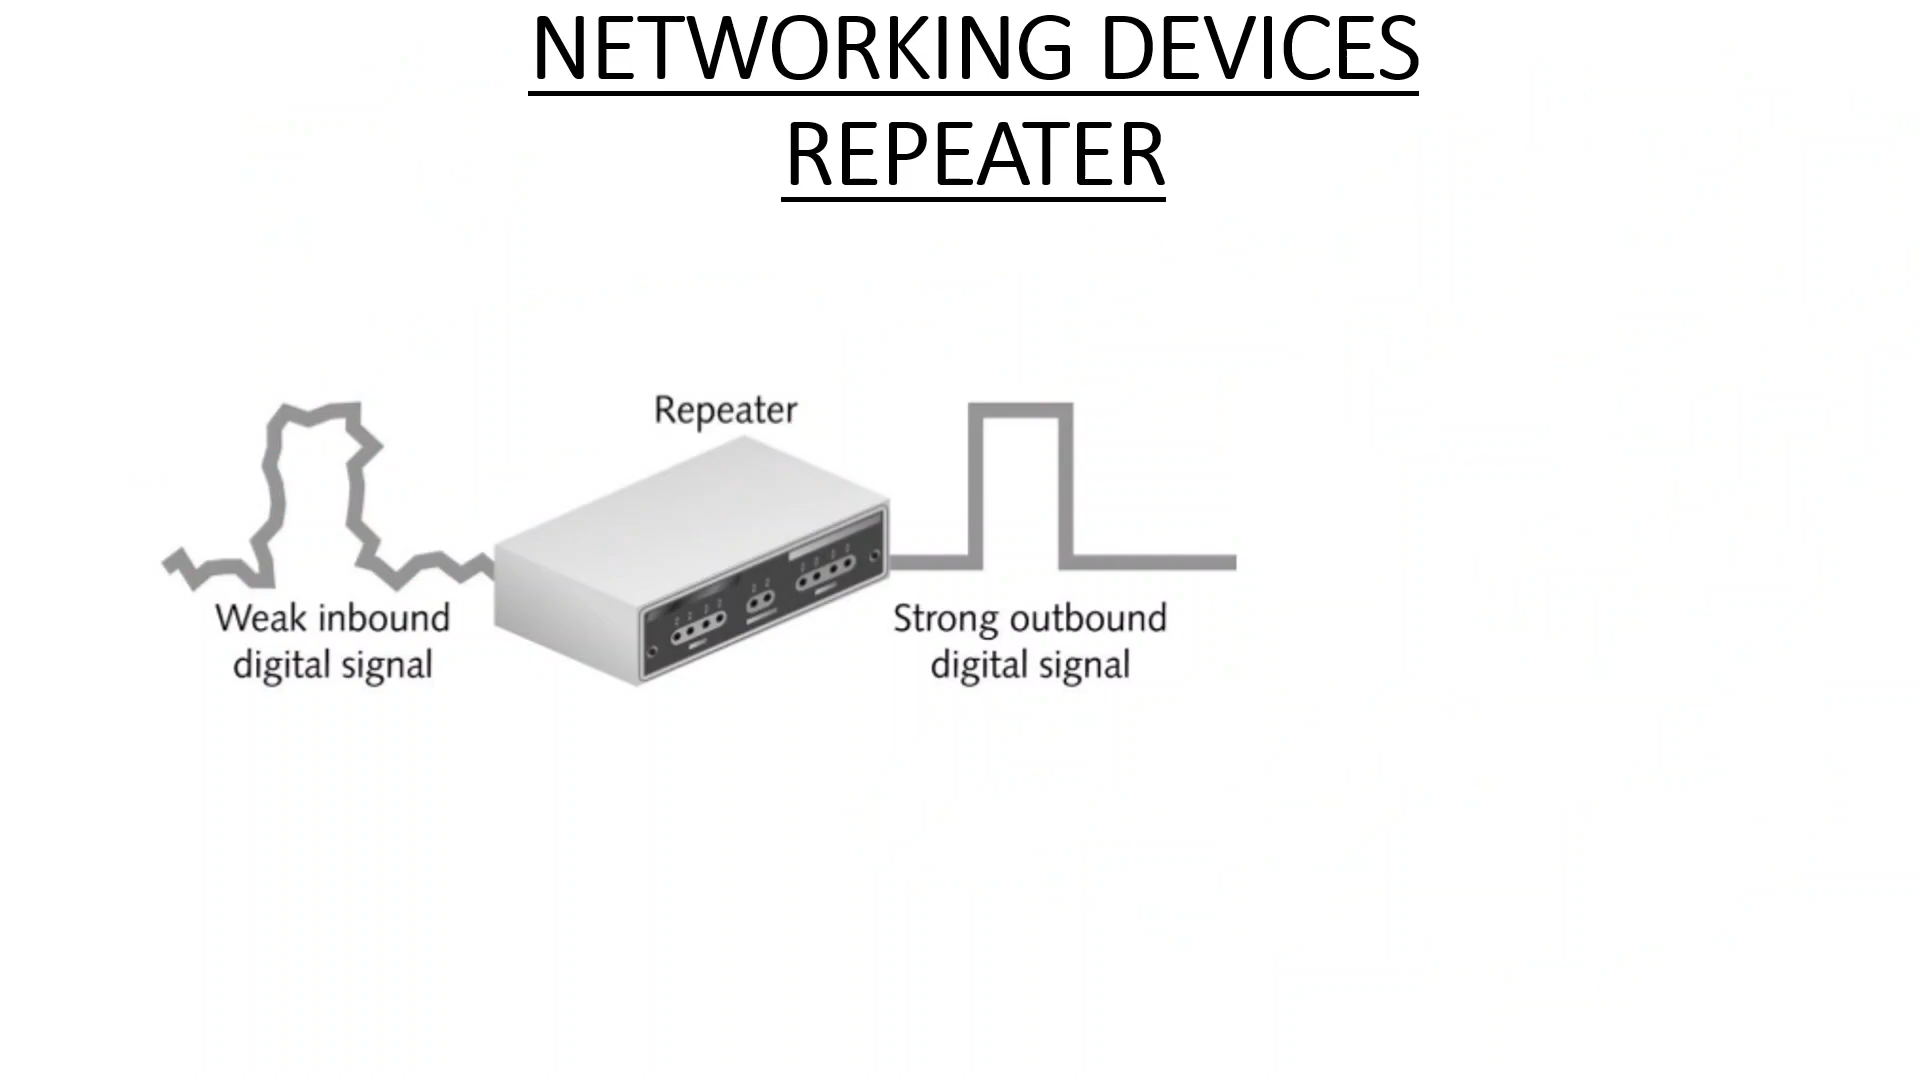 NETWORKING DEVICES
REPEATER
Repeater
Weak inbound
digital signal
Strong outbound
digital signal